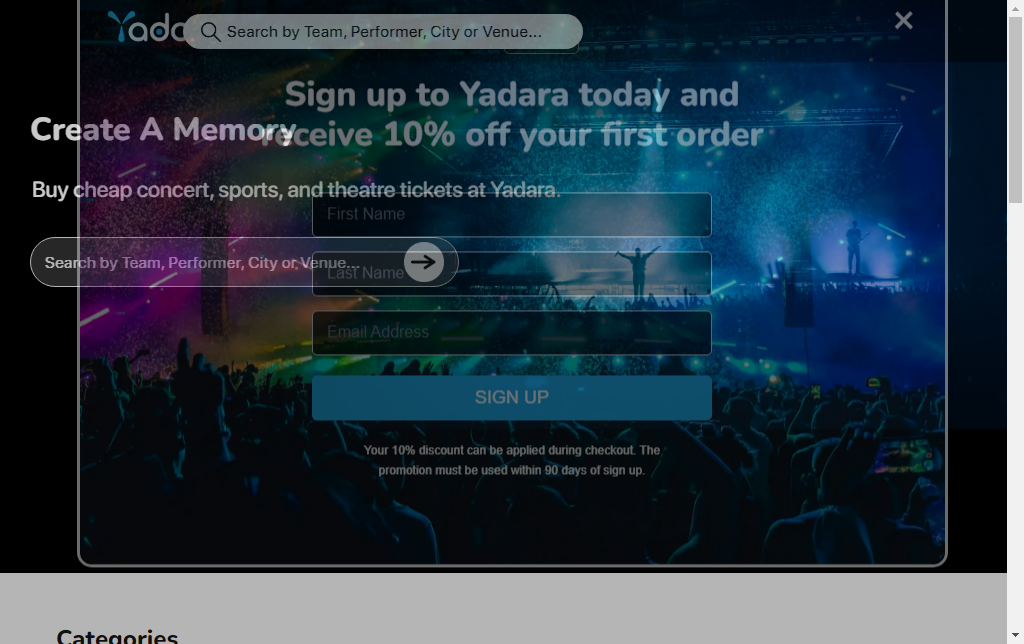 Yada
Search by Team, Performer, City or Venue...
Sign up to Yadara today and
receive 10% off your first order
Create A Memory
Buy cheap concert, sports, and theatre tickets at Yadara.
First Name
Search by Team, Performer, City or Venue...
Last Name
Email Address
SIGN UP
Your 10% discount can be applied during checkout. The
promotion must be used within 90 days of sign up.
Categories